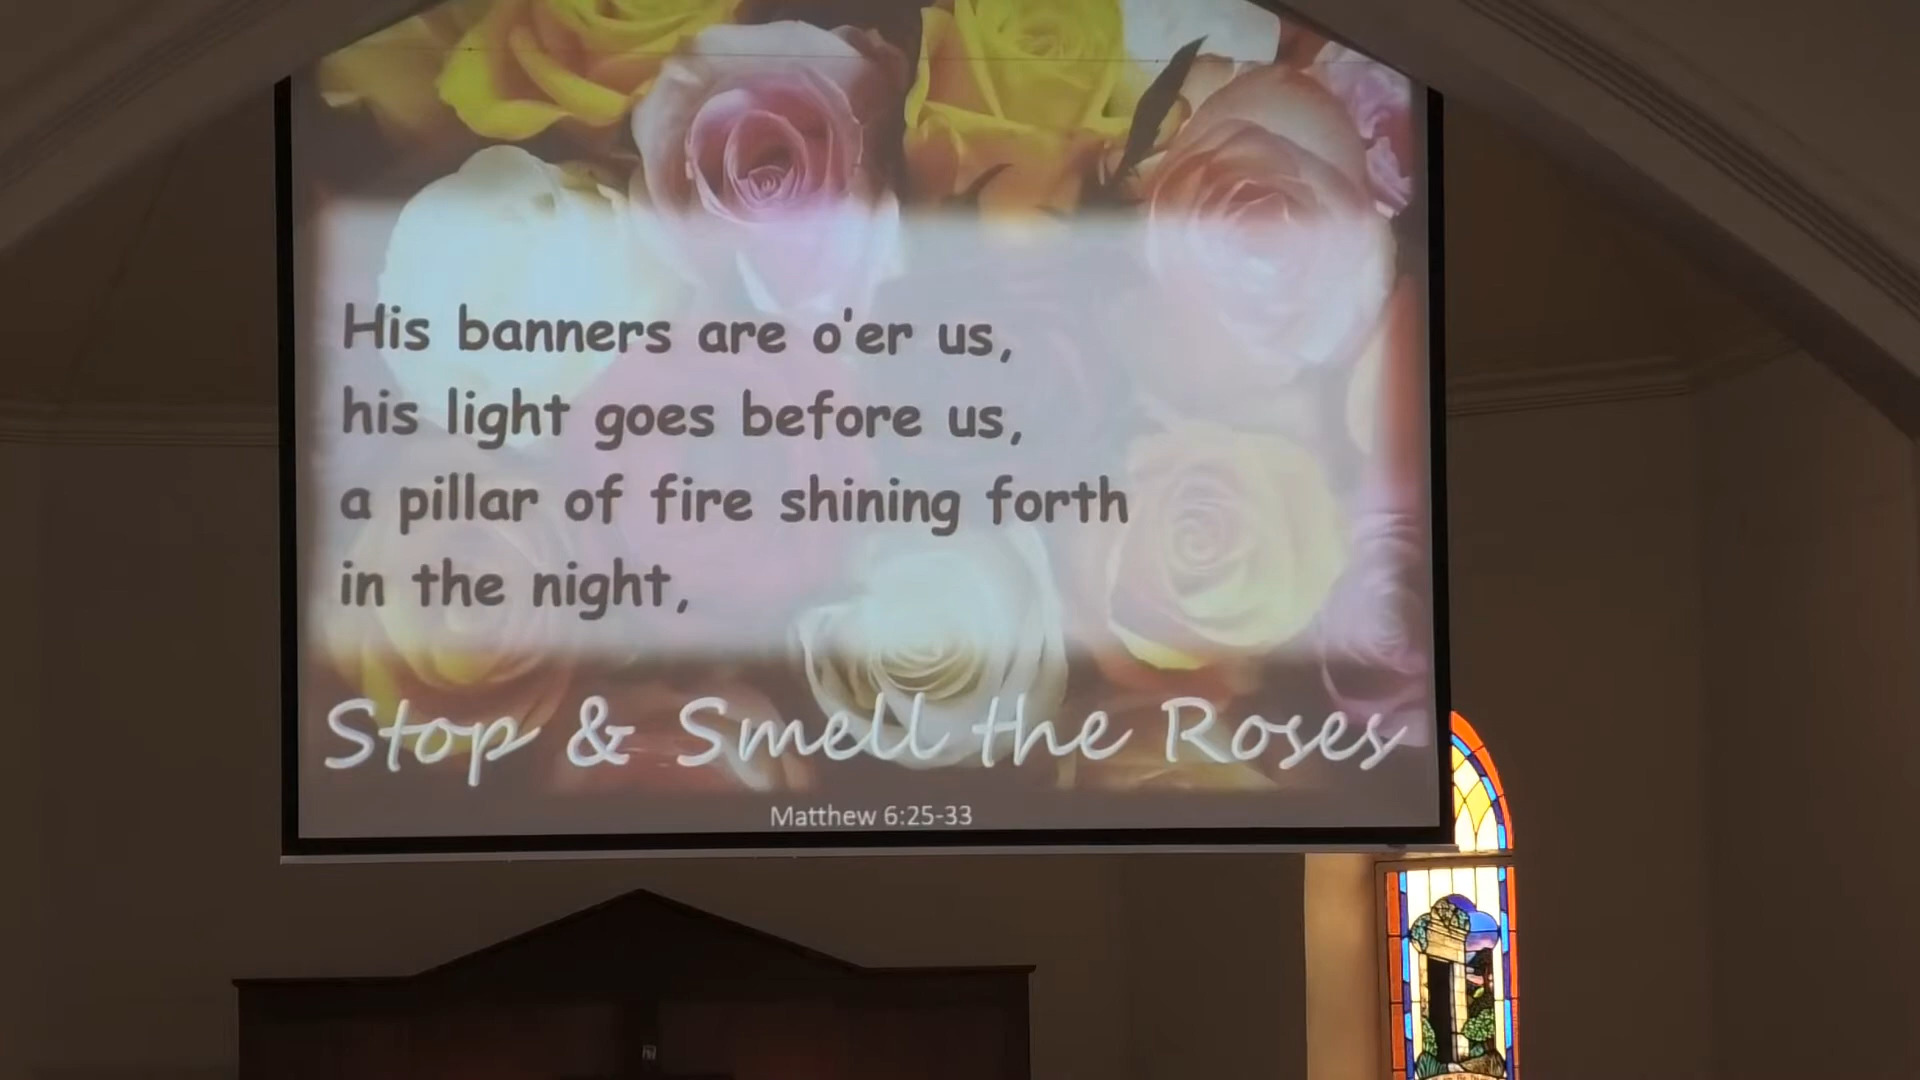 His banners are o'er us,
his light goes before us,
a pillar of fire shining forth
in the night,
Stop & Smell the Roses
Matthew 6:25-33